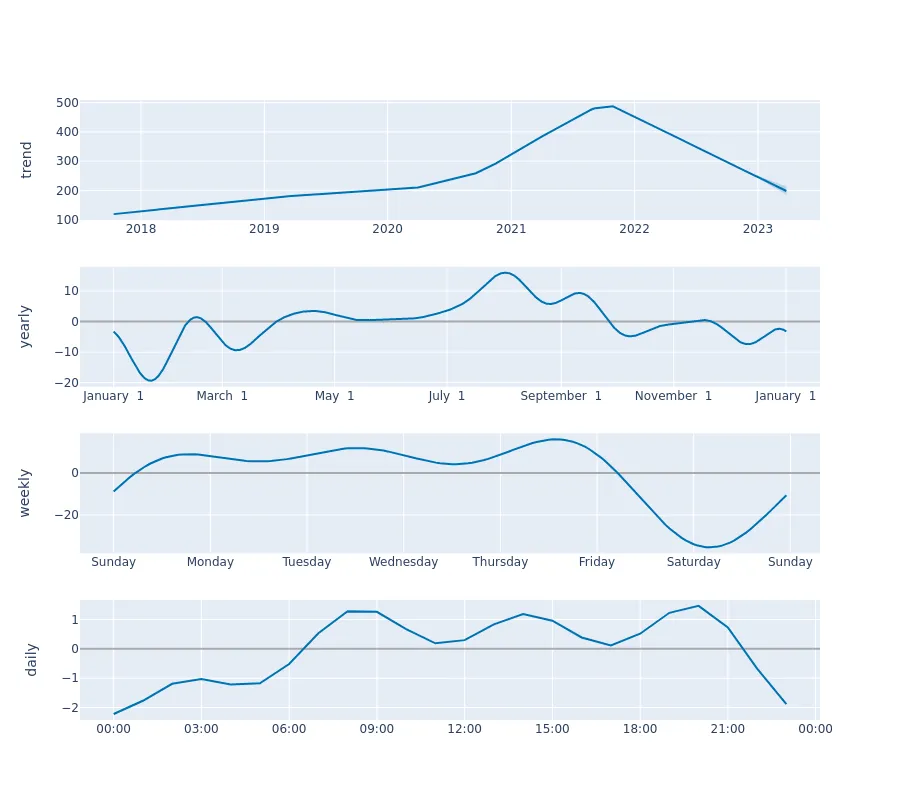 trend
500
400
300
200
100
2018 2019 2020 2021 2022 2023
yearly
10
0
−10
−20
January 1 March 1 May 1 July 1 September 1 November 1 January 1
weekly
0
−20
Sunday Monday Tuesday Wednesday Thursday Friday Saturday Sunday
daily
1
0
−1
−2
00:00 03:00 06:00 09:00 12:00 15:00 18:00 21:00 00:00